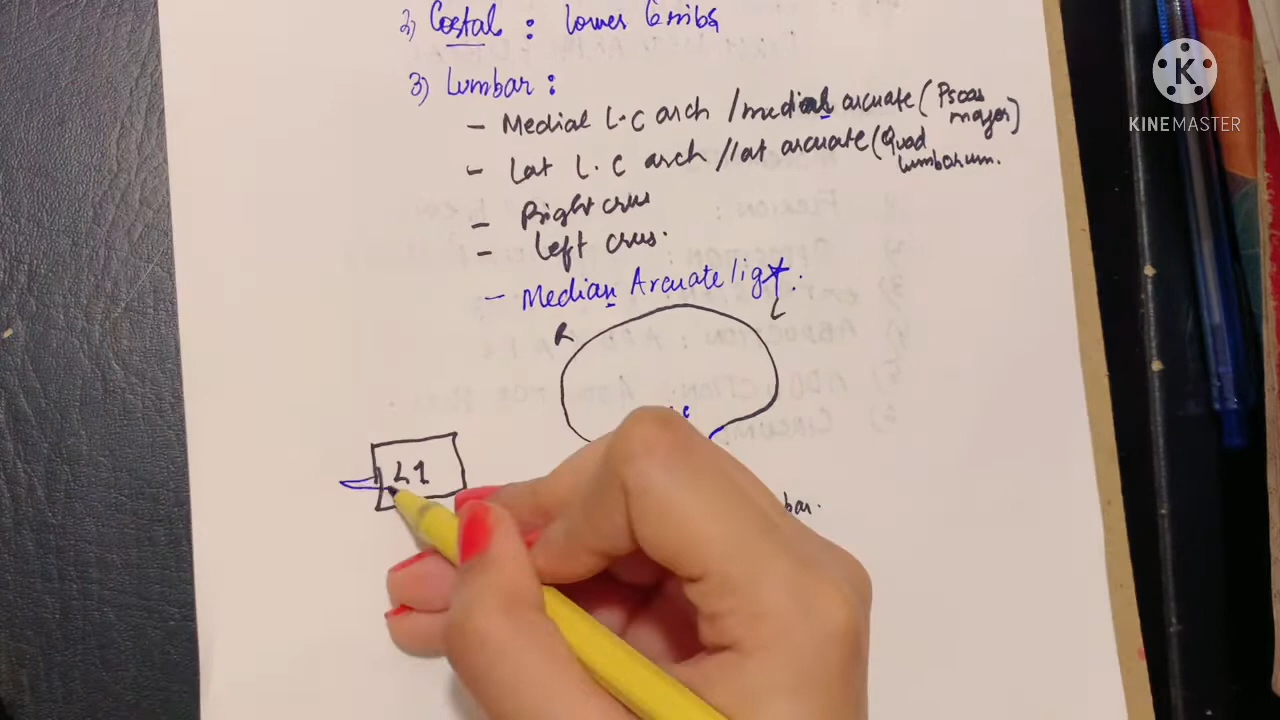 2) Costal : lower 6 ribs
3) Lumbar :
- Medial L.C arch / medial arcuate (Psoas major)
- Lat L.C arch / lat arcuate (Quad lumborum.
- Right crus
- Left crus.
- Median Arcuate ligt.
R
L
c
L1
bar.
KINEMASTER